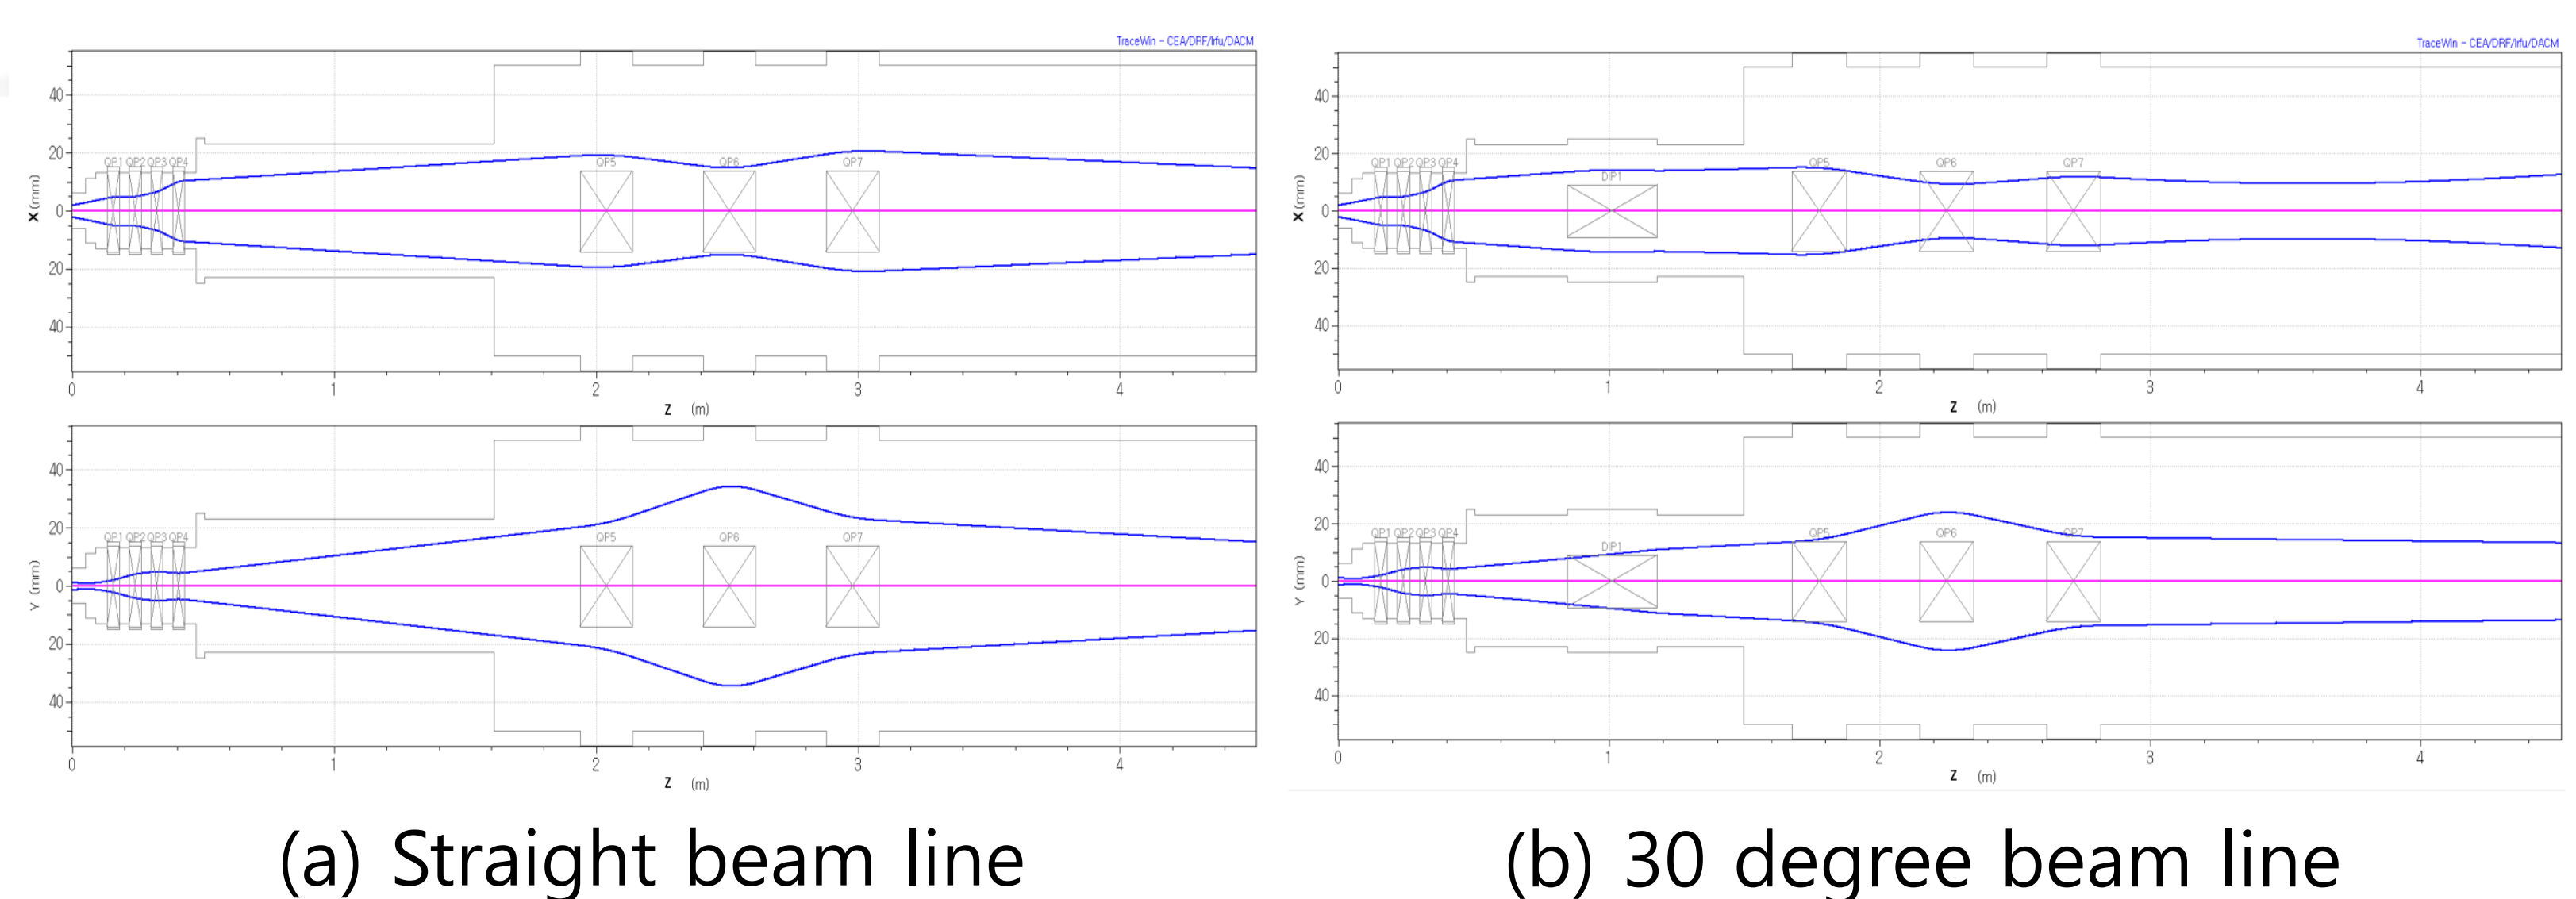 TraceWin - CEA/DRF/Irfu/DACM
40
20
0
20
40
X (mm)
QP1 QP2 QP3 QP4 QP5 QP6 QP7
0 1 2 3 4
z (m)
40
20
0
20
40
Y (mm)
QP1 QP2 QP3 QP4 QP5 QP6 QP7
0 1 2 3 4
z (m)
(a) Straight beam line
TraceWin - CEA/DRF/Irfu/DACM
40
20
0
20
40
X (mm)
QP1 QP2 QP3 QP4 DIP1 QP5 QP6 QP7
0 1 2 3 4
z (m)
40
20
0
20
40
Y (mm)
QP1 QP2 QP3 QP4 DIP1 QP5 QP6 QP7
0 1 2 3 4
z (m)
(b) 30 degree beam line